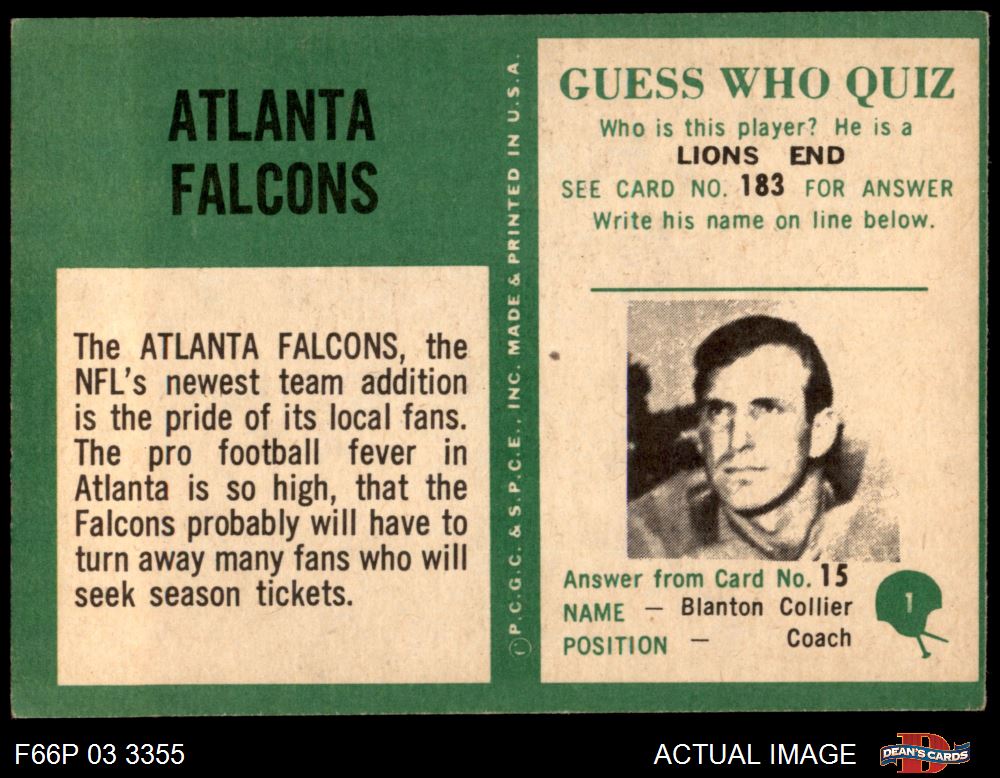 ATLANTA
FALCONS
The ATLANTA FALCONS, the
NFL's newest team addition
is the pride of its local fans.
The pro football fever in
Atlanta is so high, that the
Falcons probably will have to
turn away many fans who will
seek season tickets.
© P.C.G.C. & S.P.C.E., INC. MADE & PRINTED IN U.S.A.
GUESS WHO QUIZ
Who is this player? He is a
LIONS END
SEE CARD NO. 183 FOR ANSWER
Write his name on line below.
Answer from Card No. 15
NAME — Blanton Collier
POSITION — Coach
1
F66P 03 3355
ACTUAL IMAGE
D
DEAN'S CARDS